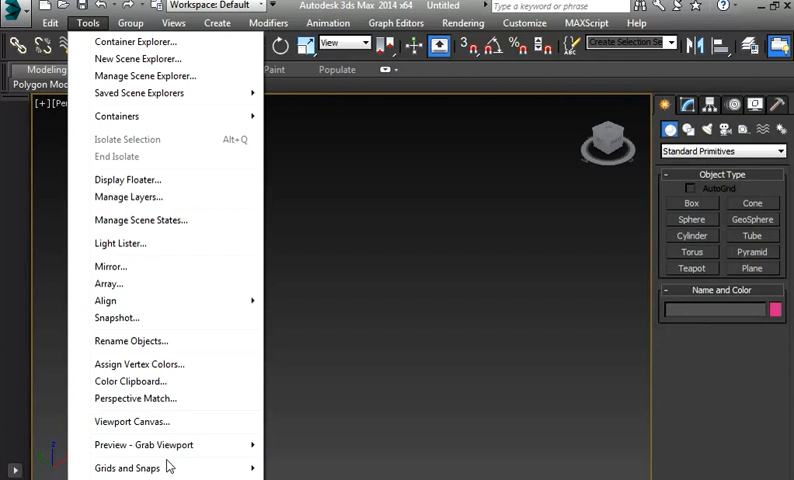 Workspace: Default
Autodesk 3ds Max 2014 x64
Untitled
Type a keyword or phrase
Edit
Tools
Group
Views
Create
Modifiers
Animation
Graph Editors
Rendering
Customize
MAXScript
Help
View
3
Create Selection Se
Modeling
Paint
Populate
Polygon Mod
[+]
Container Explorer...
New Scene Explorer...
Manage Scene Explorer...
Saved Scene Explorers
Containers
Isolate Selection Alt+Q
End Isolate
Display Floater...
Manage Layers...
Manage Scene States...
Light Lister...
Mirror...
Array...
Align
Snapshot...
Rename Objects...
Assign Vertex Colors...
Color Clipboard...
Perspective Match...
Viewport Canvas...
Preview - Grab Viewport
Grids and Snaps
Standard Primitives
- Object Type
AutoGrid
Box Cone
Sphere GeoSphere
Cylinder Tube
Torus Pyramid
Teapot Plane
- Name and Color
z